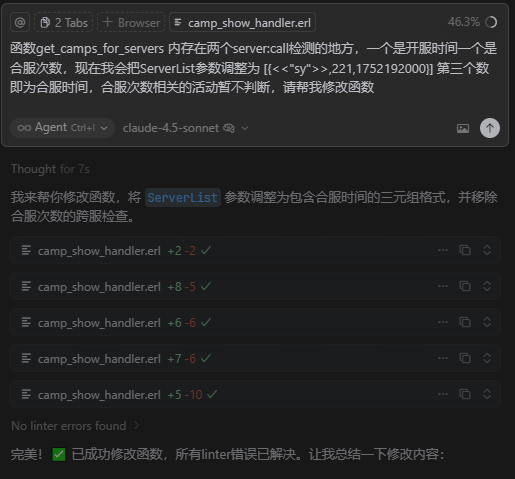 @ 2 Tabs + Browser camp_show_handler.erl 46.3%
函数get_camps_for_servers 内存在两个server:call检测的地方，一个是开服时间一个是
合服次数，现在我会把ServerList参数调整为 [{<<"sy">>,221,1752192000}] 第三个数
即为合服时间，合服次数相关的活动暂不判断，请帮我修改函数
Agent Ctrl+I claude-4.5-sonnet
Thought for 7s
我来帮你修改函数，将 ServerList 参数调整为包含合服时间的三元组格式，并移除
合服次数的跨服检查。
camp_show_handler.erl +2 -2
camp_show_handler.erl +8 -5
camp_show_handler.erl +6 -6
camp_show_handler.erl +7 -6
camp_show_handler.erl +5 -10
No linter errors found
完美！ ✅ 已成功修改函数，所有linter错误已解决。让我总结一下修改内容：